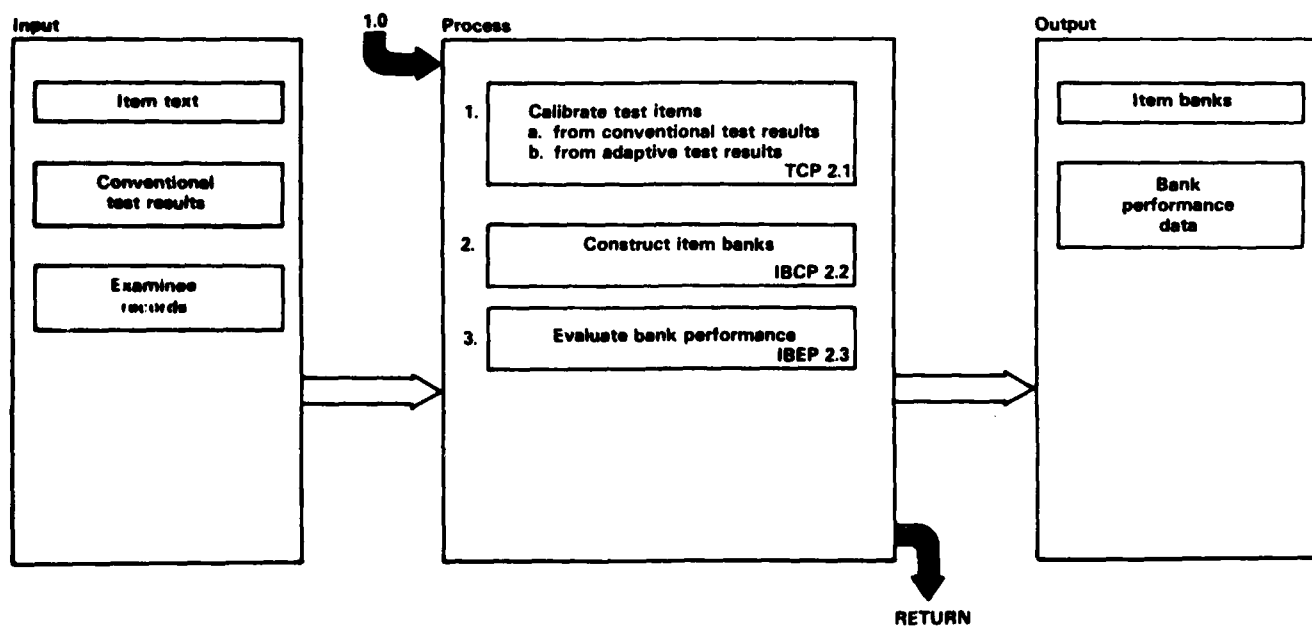 Input
Item text
Conventional
test results
Examinee
records
1.0
Process
1.
Calibrate test items
a. from conventional test results
b. from adaptive test results
TCP 2.1
2.
Construct item banks
IBCP 2.2
3.
Evaluate bank performance
IBEP 2.3
RETURN
Output
Item banks
Bank
performance
data